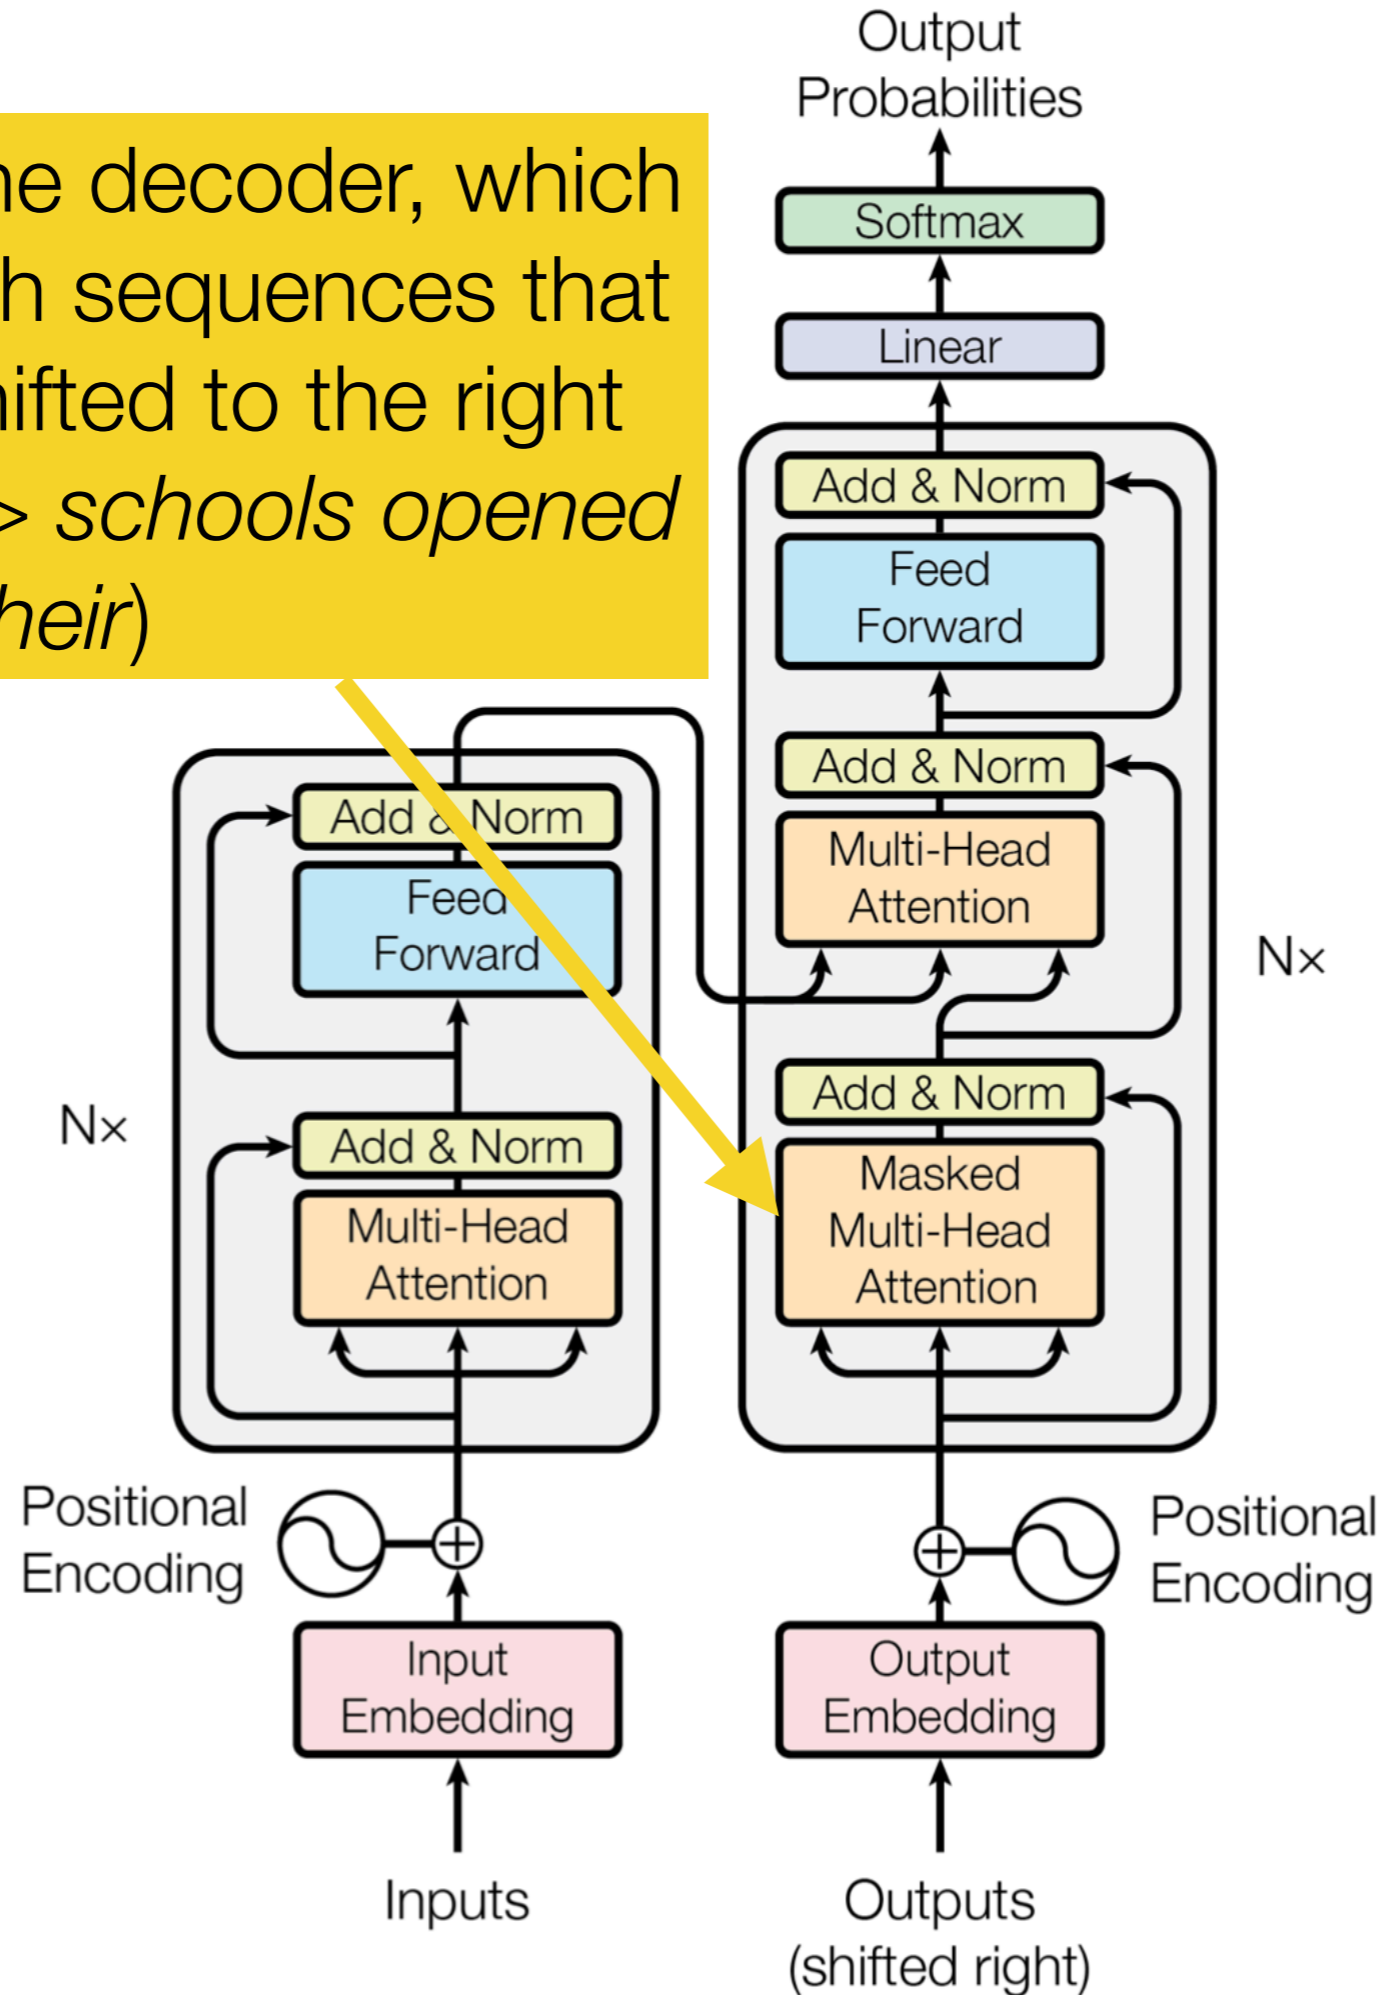 Output
Probabilities
he decoder, which
h sequences that
hifted to the right
> schools opened
heir)
Softmax
Linear
Add & Norm
Feed
Forward
Add & Norm
Multi-Head
Attention
Nx
Add & Norm
Masked
Multi-Head
Attention
Add & Norm
Feed
Forward
Nx
Add & Norm
Multi-Head
Attention
Positional
Encoding
Positional
Encoding
Input
Embedding
Output
Embedding
Inputs
Outputs
(shifted right)